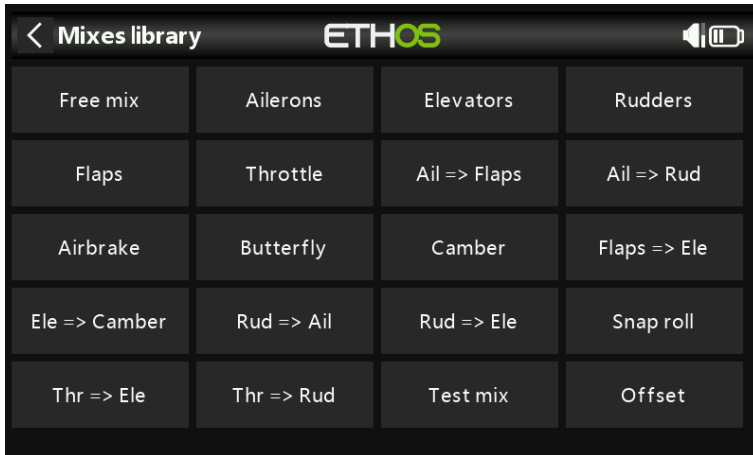 Mixes library
ETHOS
Free mix
Ailerons
Elevators
Rudders
Flaps
Throttle
Ail => Flaps
Ail => Rud
Airbrake
Butterfly
Camber
Flaps => Ele
Ele => Camber
Rud => Ail
Rud => Ele
Snap roll
Thr => Ele
Thr => Rud
Test mix
Offset